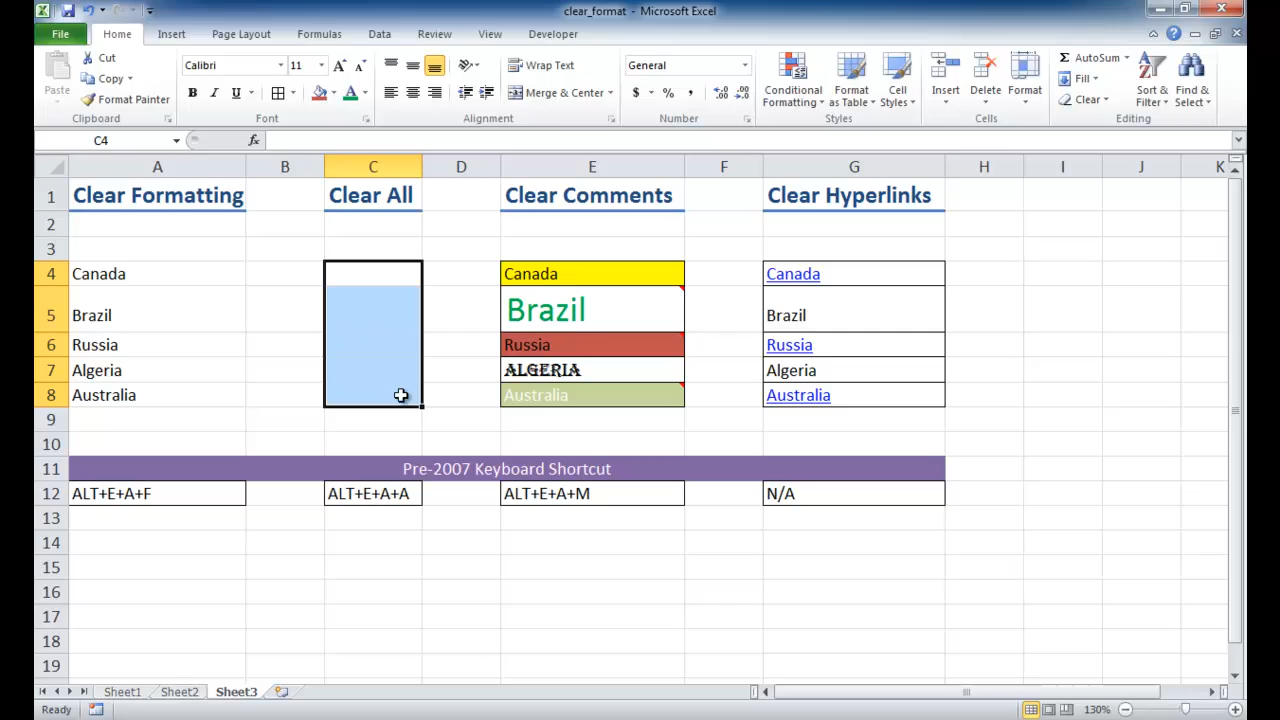 clear_format - Microsoft Excel
File Home Insert Page Layout Formulas Data Review View Developer
Paste
Cut
Copy
Format Painter
Clipboard
Calibri 11
B I U
Font
Wrap Text
Merge & Center
Alignment
General
$ % ,
Number
Conditional Formatting
Format as Table
Cell Styles
Styles
Insert
Delete
Format
Cells
Σ AutoSum
Fill
Clear
Sort & Filter
Find & Select
Editing
C4 fx
A B C D E F G H I J K
1 Clear Formatting Clear All Clear Comments Clear Hyperlinks
2
3
4 Canada Canada Canada
5 Brazil Brazil Brazil
6 Russia Russia Russia
7 Algeria ALGERIA Algeria
8 Australia Australia Australia
9
10
11 Pre-2007 Keyboard Shortcut
12 ALT+E+A+F ALT+E+A+A ALT+E+A+M N/A
13
14
15
16
17
18
19
Sheet1 Sheet2 Sheet3
Ready 130%